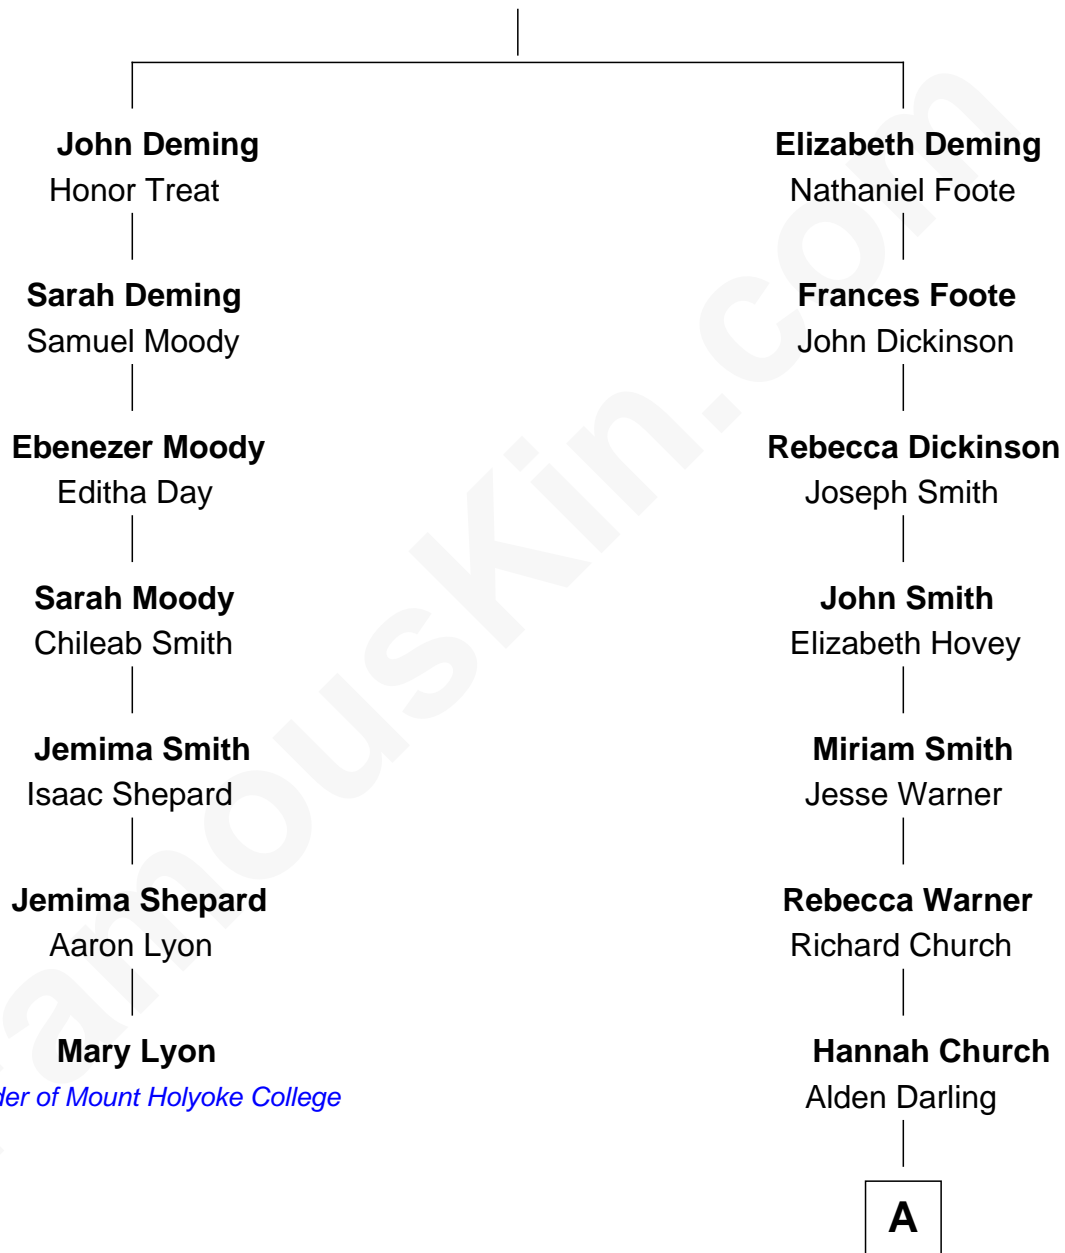 John Deming
Honor Treat
Sarah Deming
Samuel Moody
Ebenezer Moody
Editha Day
Sarah Moody
Chileab Smith
Jemima Smith
Isaac Shepard
Jemima Shepard
Aaron Lyon
Mary Lyon
of Mount Holyoke College
Elizabeth Deming
Nathaniel Foote
Frances Foote
John Dickinson
Rebecca Dickinson
Joseph Smith
John Smith
Elizabeth Hovey
Miriam Smith
Jesse Warner
Rebecca Warner
Richard Church
Hannah Church
Alden Darling
A
famouskin.com